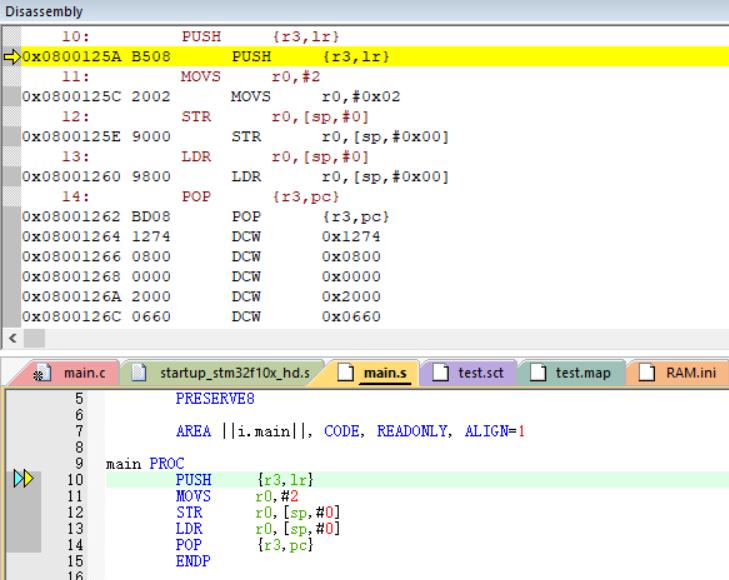 Disassembly
10: PUSH {r3,lr}
0x0800125A B508 PUSH {r3,lr}
11: MOVS r0,#2
0x0800125C 2002 MOVS r0,#0x02
12: STR r0,[sp,#0]
0x0800125E 9000 STR r0,[sp,#0x00]
13: LDR r0,[sp,#0]
0x08001260 9800 LDR r0,[sp,#0x00]
14: POP {r3,pc}
0x08001262 BD08 POP {r3,pc}
0x08001264 1274 DCW 0x1274
0x08001266 0800 DCW 0x0800
0x08001268 0000 DCW 0x0000
0x0800126A 2000 DCW 0x2000
0x0800126C 0660 DCW 0x0660
main.c startup_stm32f10x_hd.s main.s test.sct test.map RAM.ini
5 PRESERVE8
6
7 AREA ||i.main||, CODE, READONLY, ALIGN=1
8
9 main PROC
10 PUSH {r3,lr}
11 MOVS r0,#2
12 STR r0,[sp,#0]
13 LDR r0,[sp,#0]
14 POP {r3,pc}
15 ENDP
16